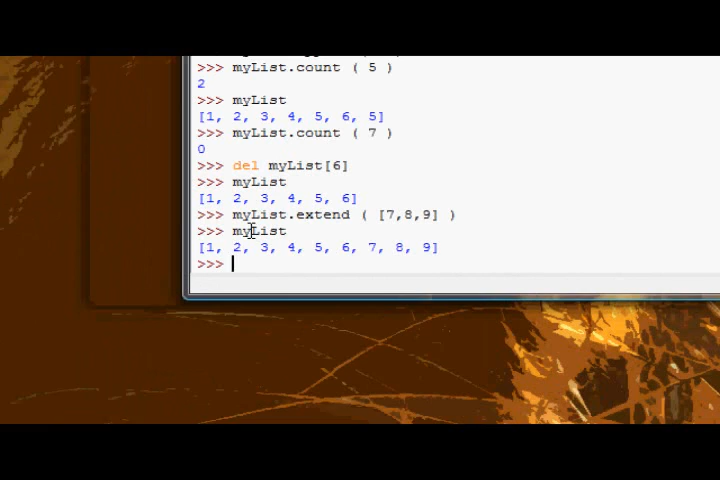 >>> myList.count ( 5 )
2
>>> myList
[1, 2, 3, 4, 5, 6, 5]
>>> myList.count ( 7 )
0
>>> del myList[6]
>>> myList
[1, 2, 3, 4, 5, 6]
>>> myList.extend ( [7,8,9] )
>>> myList
[1, 2, 3, 4, 5, 6, 7, 8, 9]
>>>